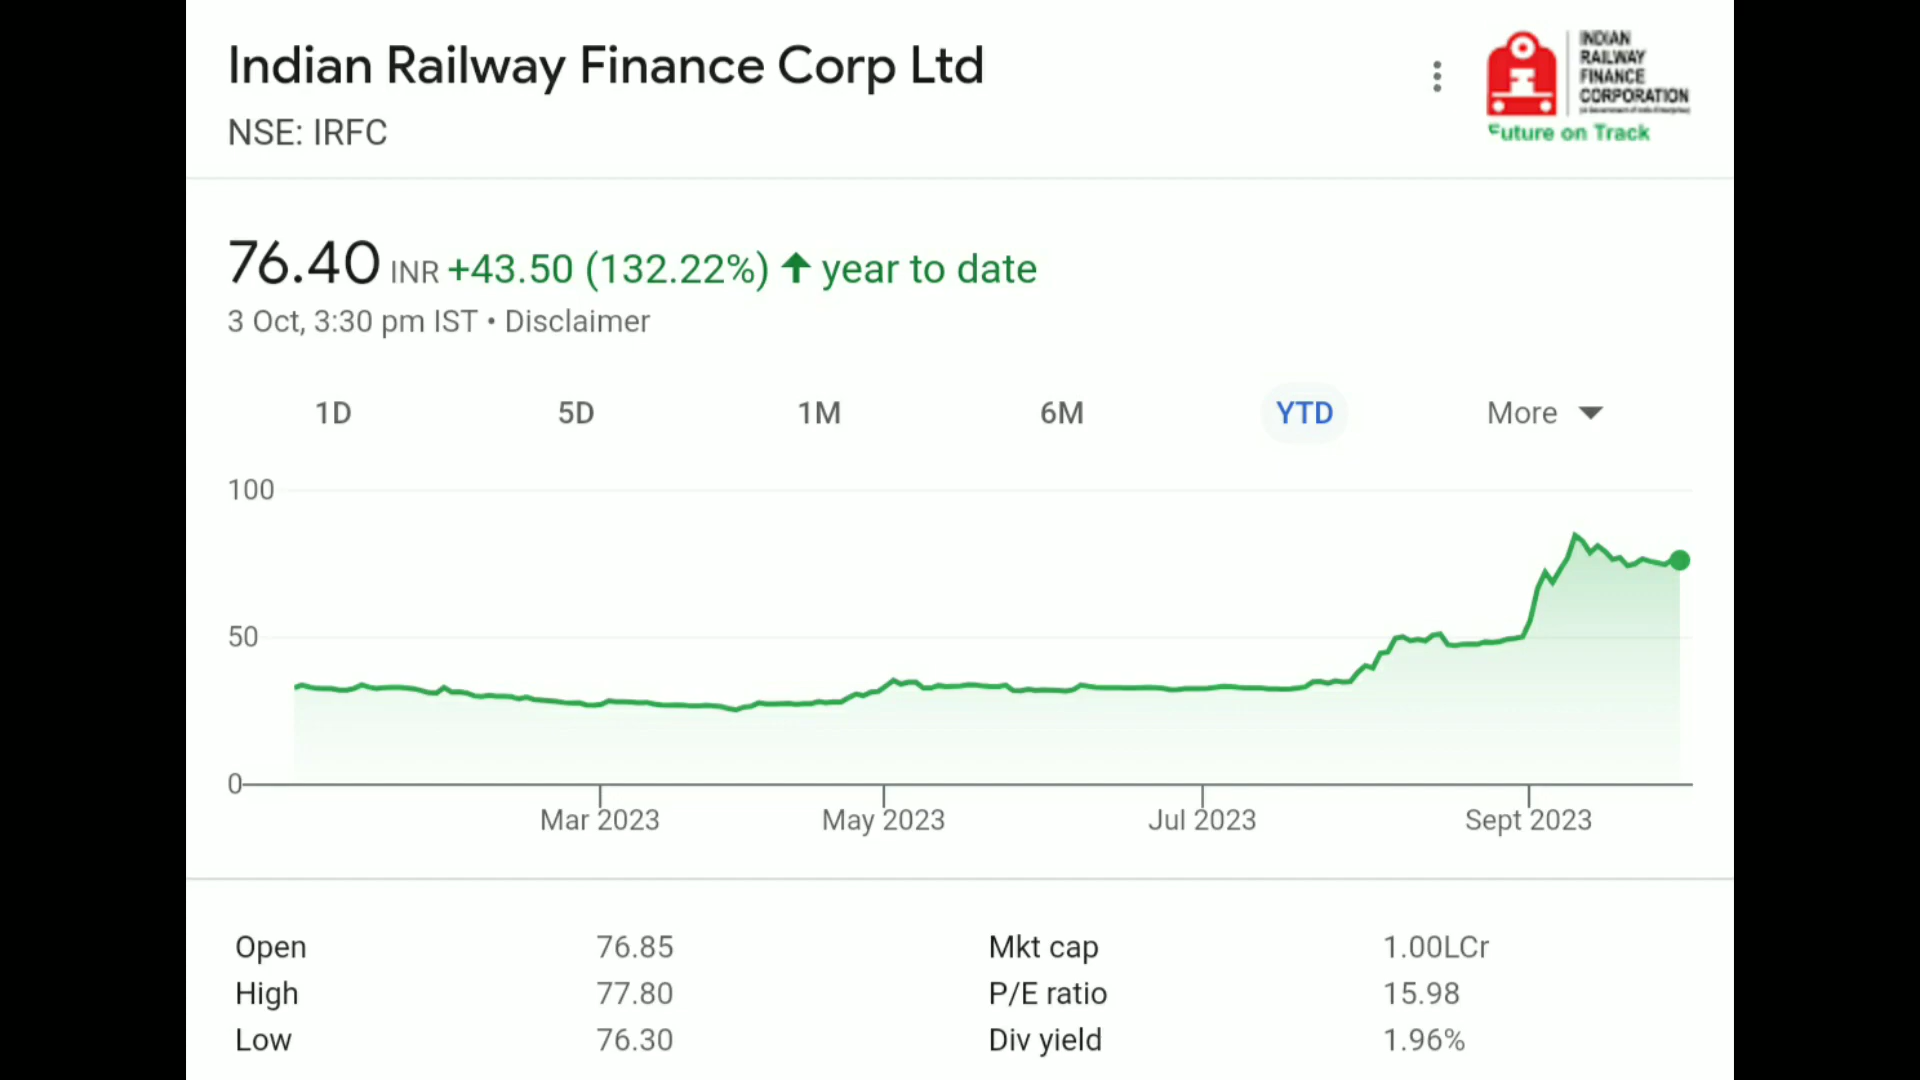 Indian Railway Finance Corp Ltd
NSE: IRFC
INDIAN
RAILWAY
FINANCE
CORPORATION
Future on Track
76.40 INR +43.50 (132.22%) ↑ year to date
3 Oct, 3:30 pm IST • Disclaimer
1D 5D 1M 6M YTD More
100
50
0
Mar 2023 May 2023 Jul 2023 Sept 2023
Open 76.85 Mkt cap 1.00LCr
High 77.80 P/E ratio 15.98
Low 76.30 Div yield 1.96%